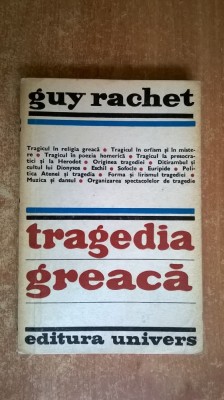 guy rachet
Tragicul în religia greacă • Tragicul în orfism și în miste-
re • Tragicul în poezia homerică • Tragicul la presocra-
tici și la Herodot • Originea tragediei • Ditirambul și
cultul lui Dionysos • Eschil • Sofocle • Euripide • Poli-
tica Atenei și tragedia • Forma și lirismul tragediei •
Muzica și dansul • Organizarea spectacolelor de tragedie
tragedia
greacă
editura univers